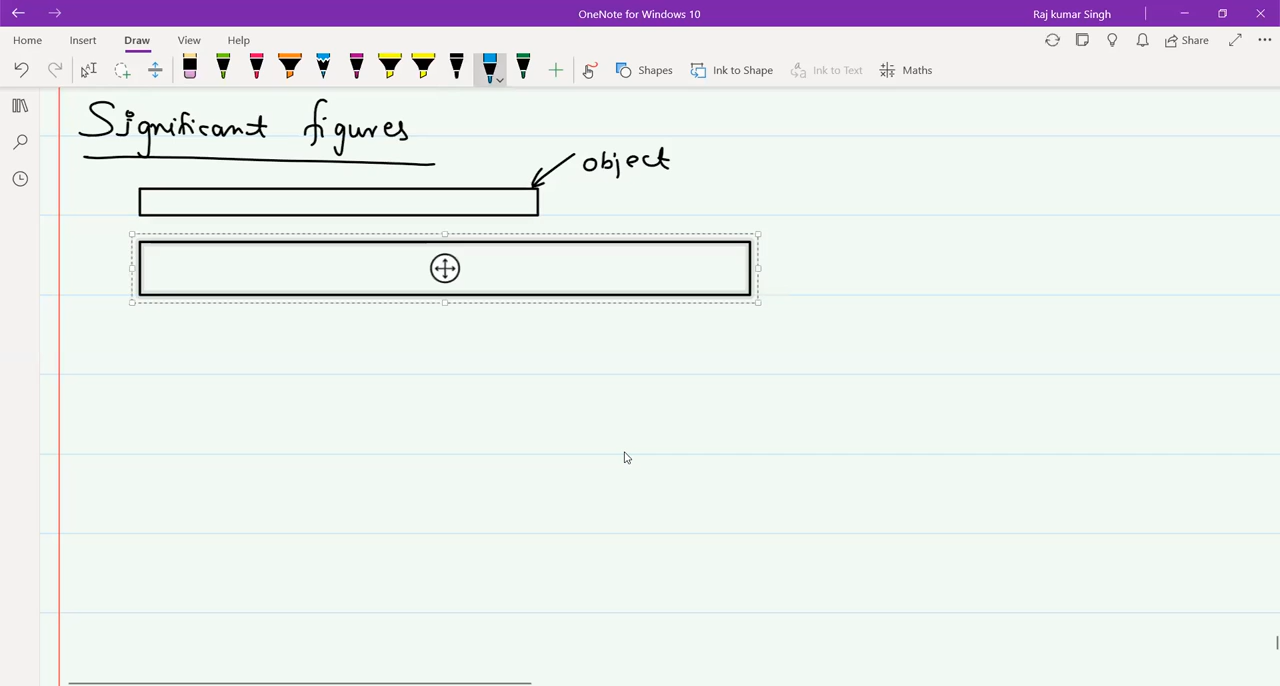 OneNote for Windows 10
Raj kumar Singh
Home Insert Draw View Help
Share
Shapes Ink to Shape Ink to Text Maths
Significant figures
object